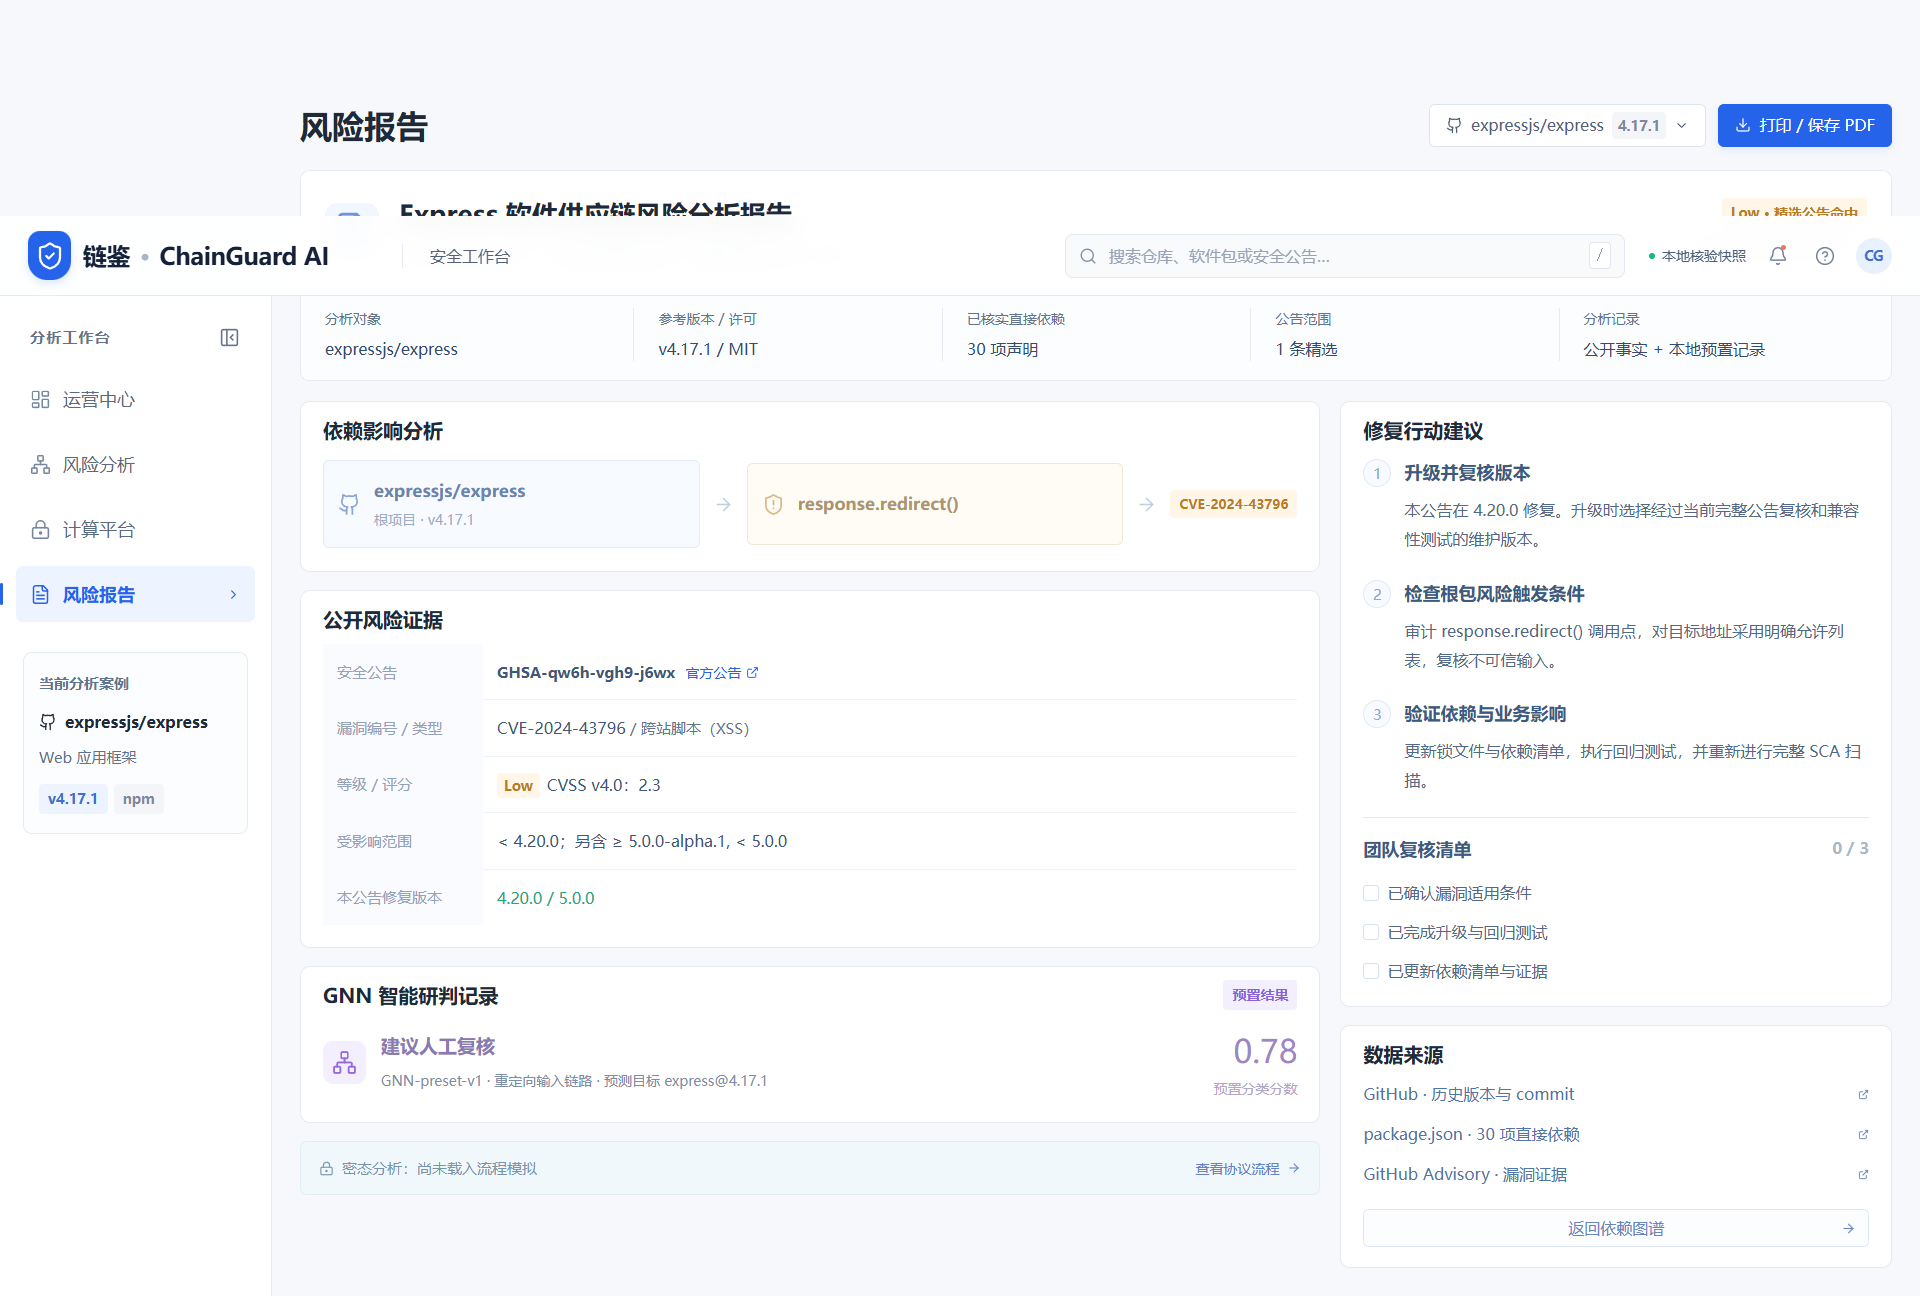 风险报告
expressjs/express 4.17.1
打印 / 保存 PDF
Express 软件供应链风险分析报告
Low • 精选公告命中
链鉴 • ChainGuard AI
安全工作台
搜索仓库、软件包或安全公告...
/
本地核验快照
CG
分析工作台
运营中心
风险分析
计算平台
风险报告
当前分析案例
expressjs/express
Web 应用框架
v4.17.1 npm
分析对象
expressjs/express
参考版本 / 许可
v4.17.1 / MIT
已核实直接依赖
30 项声明
公告范围
1 条精选
分析记录
公开事实 + 本地预置记录
依赖影响分析
expressjs/express
根项目 · v4.17.1
response.redirect()
CVE-2024-43796
公开风险证据
安全公告
GHSA-qw6h-vgh9-j6wx 官方公告
漏洞编号 / 类型
CVE-2024-43796 / 跨站脚本（XSS）
等级 / 评分
Low CVSS v4.0：2.3
受影响范围
< 4.20.0；另含 ≥ 5.0.0-alpha.1, < 5.0.0
本公告修复版本
4.20.0 / 5.0.0
GNN 智能研判记录
预置结果
建议人工复核
GNN-preset-v1 · 重定向输入链路 · 预测目标 express@4.17.1
0.78
预置分类分数
密态分析：尚未载入流程模拟
查看协议流程
修复行动建议
1 升级并复核版本
本公告在 4.20.0 修复。升级时选择经过当前完整公告复核和兼容
性测试的维护版本。
2 检查根包风险触发条件
审计 response.redirect() 调用点，对目标地址采用明确允许列
表，复核不可信输入。
3 验证依赖与业务影响
更新锁文件与依赖清单，执行回归测试，并重新进行完整 SCA 扫
描。
团队复核清单
0 / 3
已确认漏洞适用条件
已完成升级与回归测试
已更新依赖清单与证据
数据来源
GitHub · 历史版本与 commit
package.json · 30 项直接依赖
GitHub Advisory · 漏洞证据
返回依赖图谱